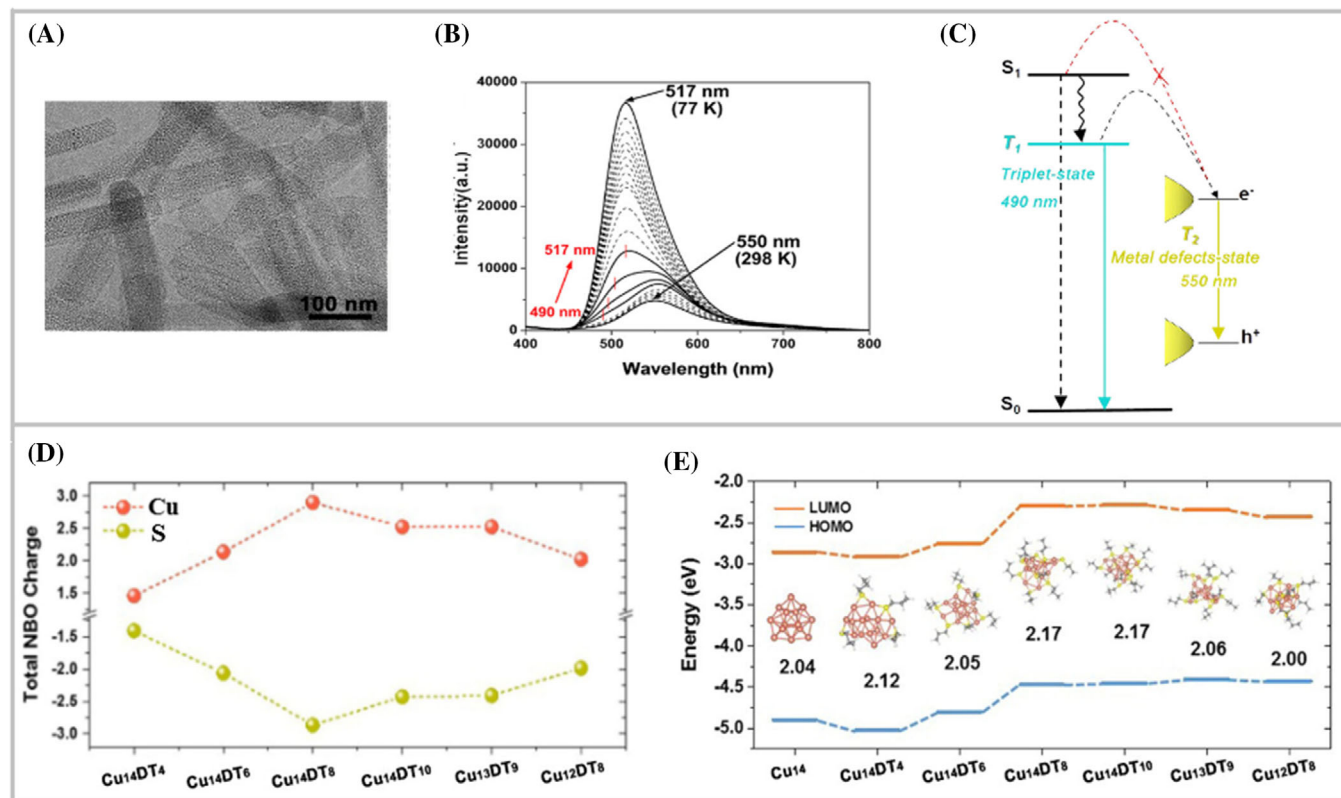 (A)
100 nm
(B)
40000
30000
20000
10000
0
400
500
600
700
800
Intensity(a.u.)
Wavelength (nm)
517 nm
(77 K)
550 nm
(298 K)
517 nm
490 nm
(C)
S₁
T₁
Triplet-state
490 nm
e⁻
T₂
Metal defects-state
550 nm
h⁺
S₀
(D)
Total NBO Charge
3.0
2.5
2.0
1.5
-1.5
-2.0
-2.5
-3.0
Cu
S
Cu₁₄DT₄
Cu₁₄DT₆
Cu₁₄DT₈
Cu₁₄DT₁₀
Cu₁₃DT₉
Cu₁₂DT₈
(E)
Energy (eV)
-2.0
-2.5
-3.0
-3.5
-4.0
-4.5
-5.0
LUMO
HOMO
2.04
2.12
2.05
2.17
2.17
2.06
2.00
Cu₁₄
Cu₁₄DT₄
Cu₁₄DT₆
Cu₁₄DT₈
Cu₁₄DT₁₀
Cu₁₃DT₉
Cu₁₂DT₈